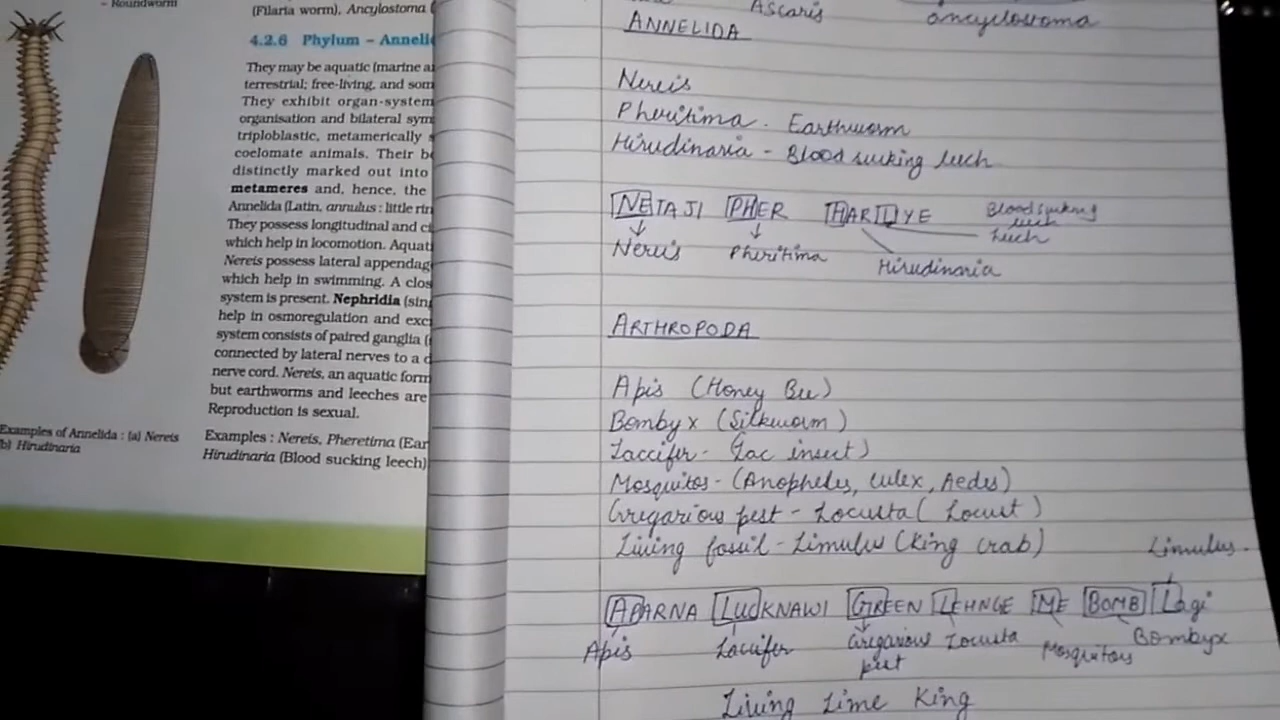 – Roundworm
(Filaria worm), Ancylostoma (
4.2.6 Phylum – Anneli
They may be aquatic (marine a
terrestrial; free-living, and som
They exhibit organ-system
organisation and bilateral sym
triploblastic, metamerically s
coelomate animals. Their b
distinctly marked out into
metameres and, hence, the
Annelida (Latin, annulus : little rin
They possess longitudinal and ci
which help in locomotion. Aquati
Nereis possess lateral appendag
which help in swimming. A clos
system is present. Nephridia (sing
help in osmoregulation and exc
system consists of paired ganglia (
connected by lateral nerves to a d
nerve cord. Nereis, an aquatic form
but earthworms and leeches are
Reproduction is sexual.
Examples of Annelida : (a) Nereis
(b) Hirudinaria
Examples : Nereis, Pheretima (Ear
Hirudinaria (Blood sucking leech)
Ascaris ancylostoma
ANNELIDA
Nereis
Pheritima . Earthworm
Hirudinaria – Blood sucking leech
NETAJI PHER HARLYE Blood sucking
leech
Leech
Nereis Pheritima Hirudinaria
ARTHROPODA
Apis (Honey Bee)
Bombyx (Silkworm)
Laccifer - Lac insect)
Mosquitos - (Anopheles, Culex, Aedes)
Gregarious pest - Locusta ( Locust )
Living fossil - Limulus (King crab)
Limulus.
APARNA LUCKNAWI GREEN LEHNGE ME BOMB Lagi
Apis Laccifer Gregarious pest Locusta Mosquitors Bombyx
Living Lime King